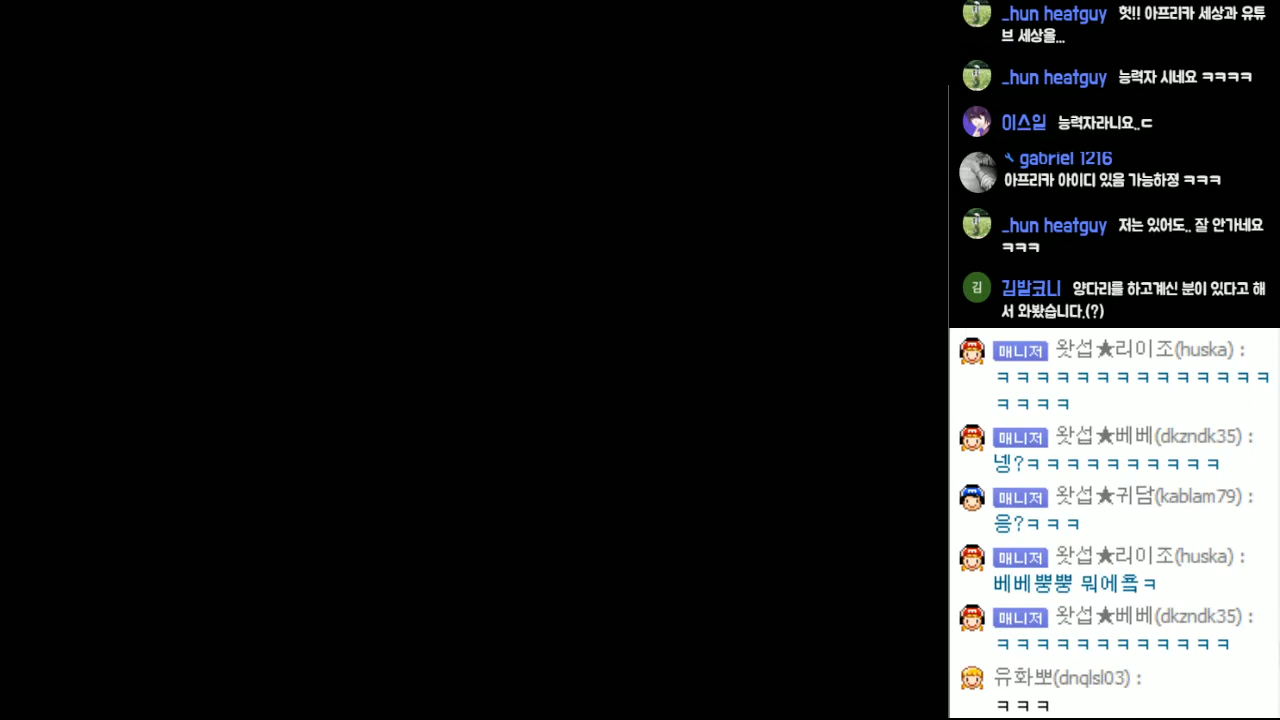 _hun heatguy 헛!! 아프리카 세상과 유튜
브 세상을...
_hun heatguy 능력자 시네요 ㅋㅋㅋㅋ
이스일 능력자라니요..ㄷ
gabriel 1216
아프리카 아이디 있음 가능하졍 ㅋㅋㅋ
_hun heatguy 저는 있어도.. 잘 안가네요
ㅋㅋㅋ
김 김발코니 양다리를 하고계신 분이 있다고 해
서 와봤습니다.(?)
매니저 왓섭★리이조(huska) :
ㅋㅋㅋㅋㅋㅋㅋㅋㅋㅋㅋㅋㅋㅋ
ㅋㅋㅋㅋ
매니저 왓섭★베베(dkzndk35) :
넹?ㅋㅋㅋㅋㅋㅋㅋㅋㅋㅋ
매니저 왓섭★귀담(kablam79) :
응?ㅋㅋㅋ
매니저 왓섭★리이조(huska) :
베베뿡뿡 뭐에욬ㅋ
매니저 왓섭★베베(dkzndk35) :
ㅋㅋㅋㅋㅋㅋㅋㅋㅋㅋㅋㅋ
유화뽀(dnqlsl03) :
ㅋㅋㅋ